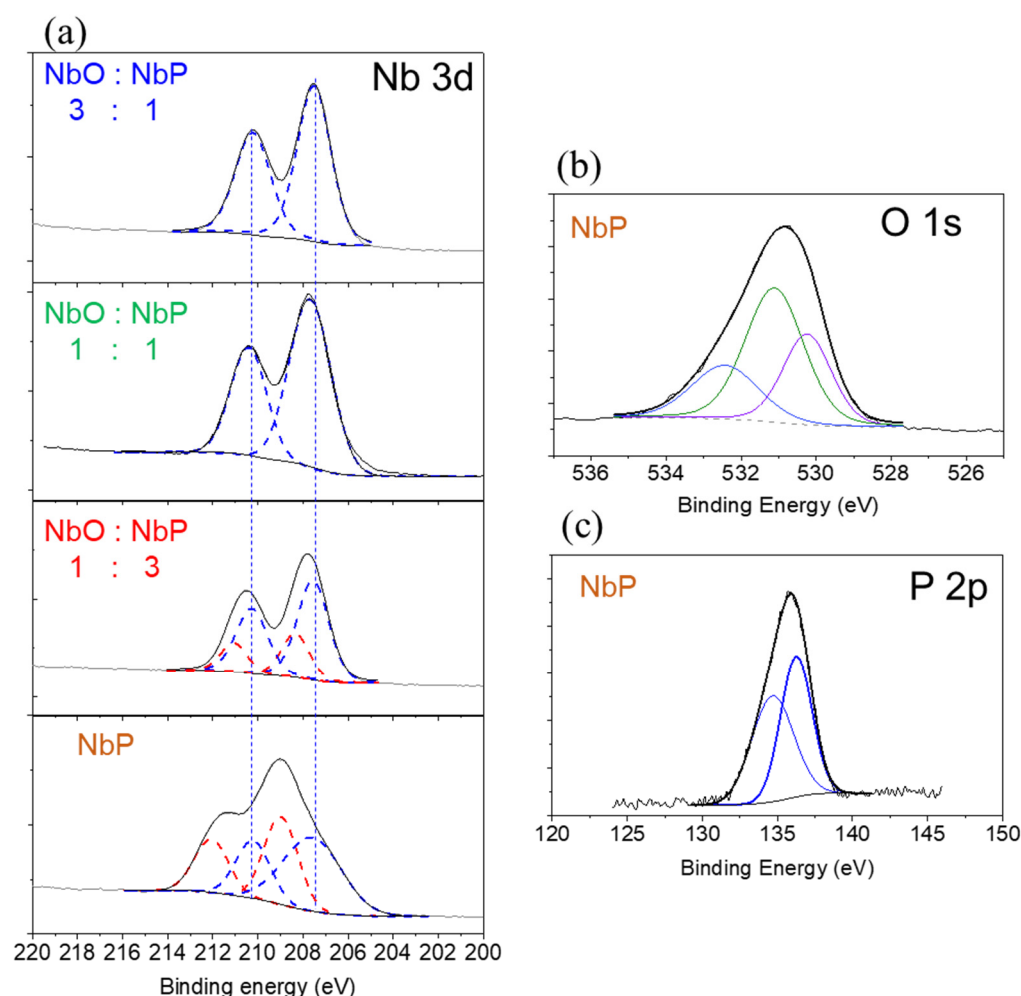 (a)
NbO : NbP
3 : 1
Nb 3d
NbO : NbP
1 : 1
NbO : NbP
1 : 3
NbP
220 218 216 214 212 210 208 206 204 202 200
Binding energy (eV)
(b)
NbP
O 1s
536 534 532 530 528 526
Binding Energy (eV)
(c)
NbP
P 2p
120 125 130 135 140 145 150
Binding Energy (eV)